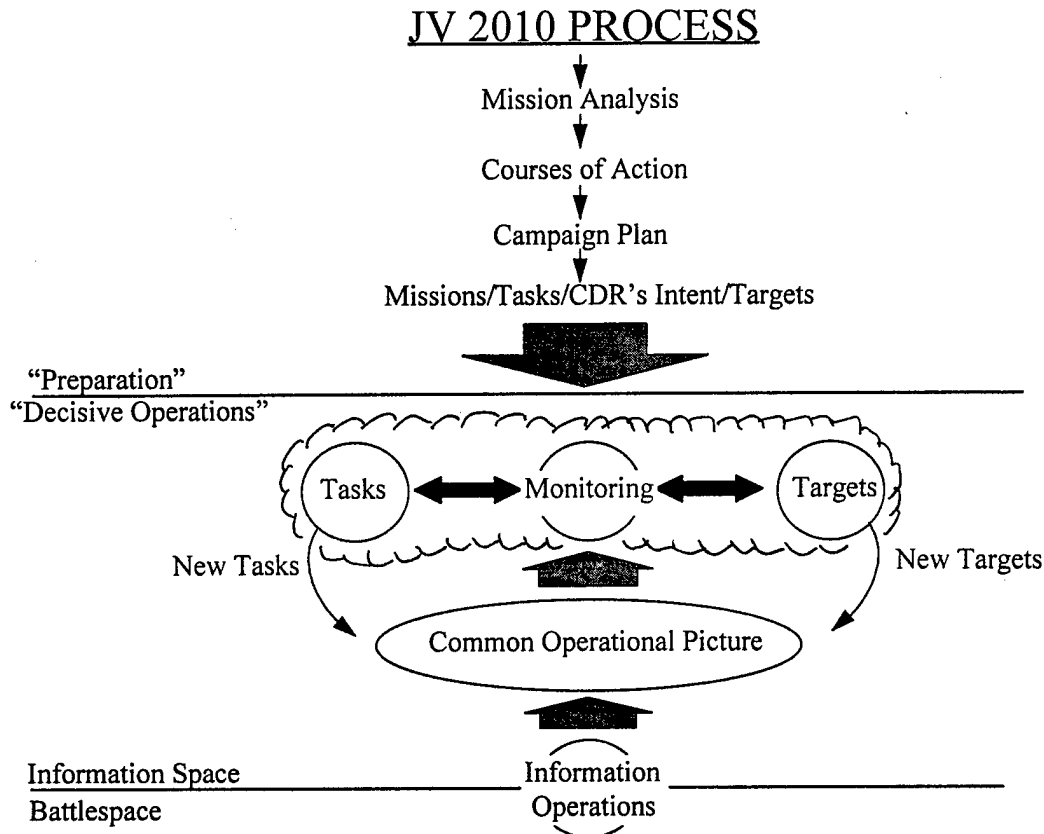 JV 2010 PROCESS
Mission Analysis
Courses of Action
Campaign Plan
Missions/Tasks/CDR's Intent/Targets
“Preparation”
“Decisive Operations”
Tasks
Monitoring
Targets
New Tasks
New Targets
Common Operational Picture
Information Space
Battlespace
Information
Operations